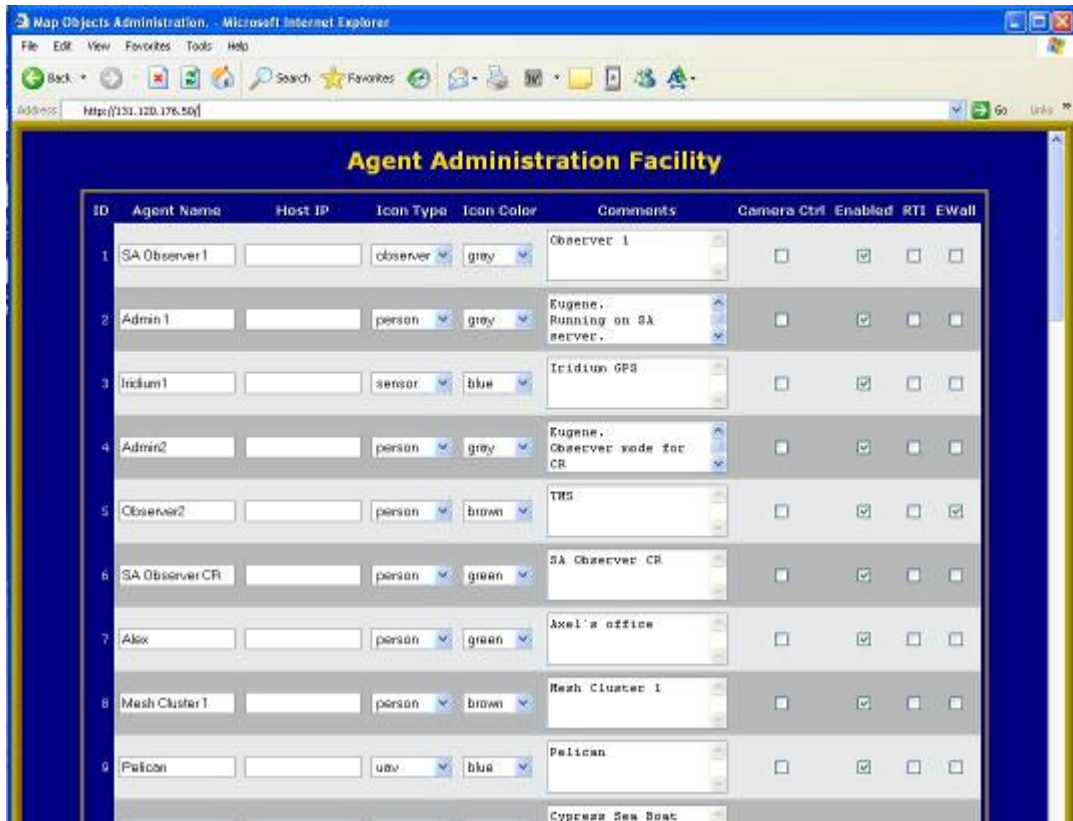 Map Objects Administration. - Microsoft Internet Explorer
File Edit View Favorites Tools Help
Back Search Favorites
Address http://131.120.176.50/ Go Links »
Agent Administration Facility
ID Agent Name Host IP Icon Type Icon Color Comments Camera Ctrl Enabled RTI EWall
1 SA Observer1 observer grey Observer 1
2 Admin 1 person grey Eugene.
Running on SA
server.
3 Iridium1 sensor blue Iridium GPS
4 Admin2 person grey Eugene.
Observer mode for
CR
5 Observer2 person brown TMS
6 SA Observer CR person green SA Observer CR
7 Alex person green Axel's office
8 Mesh Cluster1 person brown Mesh Cluster 1
9 Pelican uav blue Pelican
Cypress Sea Boat